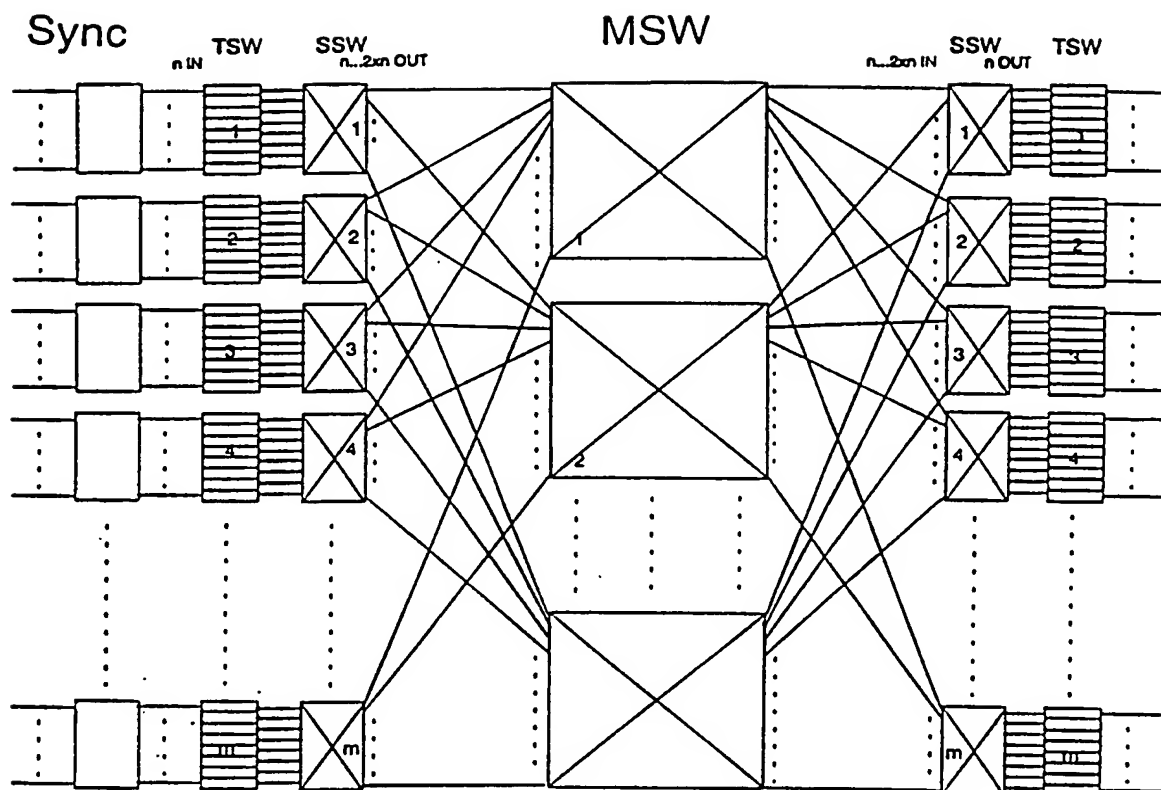 Sync TSW SSW MSW SSW TSW
n IN n...2xn OUT n...2xn IN n OUT
1 1 1 1
2 2 1 2 2
3 3 3 3
4 4 2 4 4
m m m m